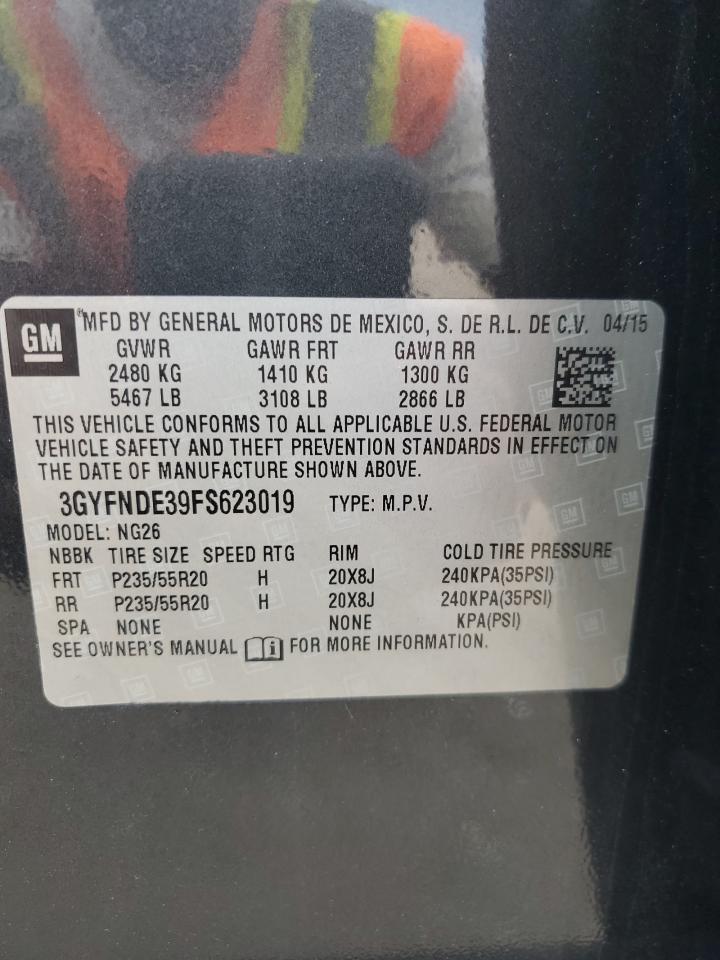 GM
®MFD BY GENERAL MOTORS DE MEXICO, S. DE R.L. DE C.V. 04/15
GVWR GAWR FRT GAWR RR
2480 KG 1410 KG 1300 KG
5467 LB 3108 LB 2866 LB
THIS VEHICLE CONFORMS TO ALL APPLICABLE U.S. FEDERAL MOTOR
VEHICLE SAFETY AND THEFT PREVENTION STANDARDS IN EFFECT ON
THE DATE OF MANUFACTURE SHOWN ABOVE.
3GYFNDE39FS623019 TYPE: M.P.V.
MODEL: NG26
NBBK TIRE SIZE SPEED RTG RIM COLD TIRE PRESSURE
FRT P235/55R20 H 20X8J 240KPA(35PSI)
RR P235/55R20 H 20X8J 240KPA(35PSI)
SPA NONE NONE KPA(PSI)
SEE OWNER'S MANUAL FOR MORE INFORMATION.